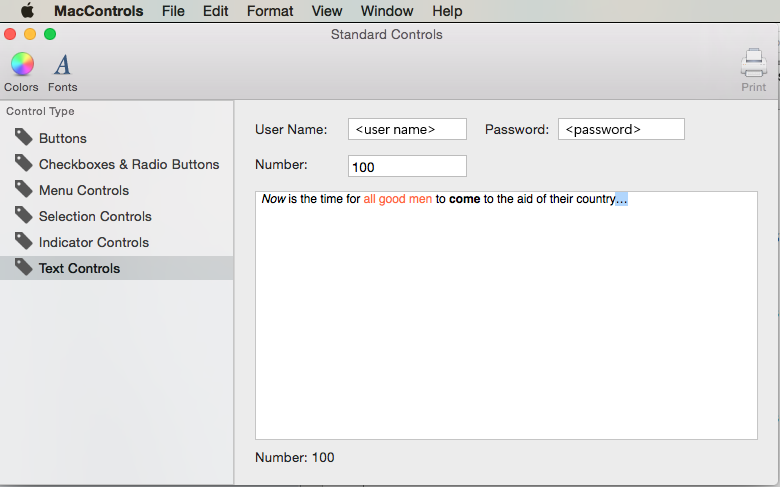 MacControls File Edit Format View Window Help
Standard Controls
Colors Fonts Print
Control Type
Buttons
Checkboxes & Radio Buttons
Menu Controls
Selection Controls
Indicator Controls
Text Controls
User Name: <user name> Password: <password>
Number: 100
Now is the time for all good men to come to the aid of their country...
Number: 100